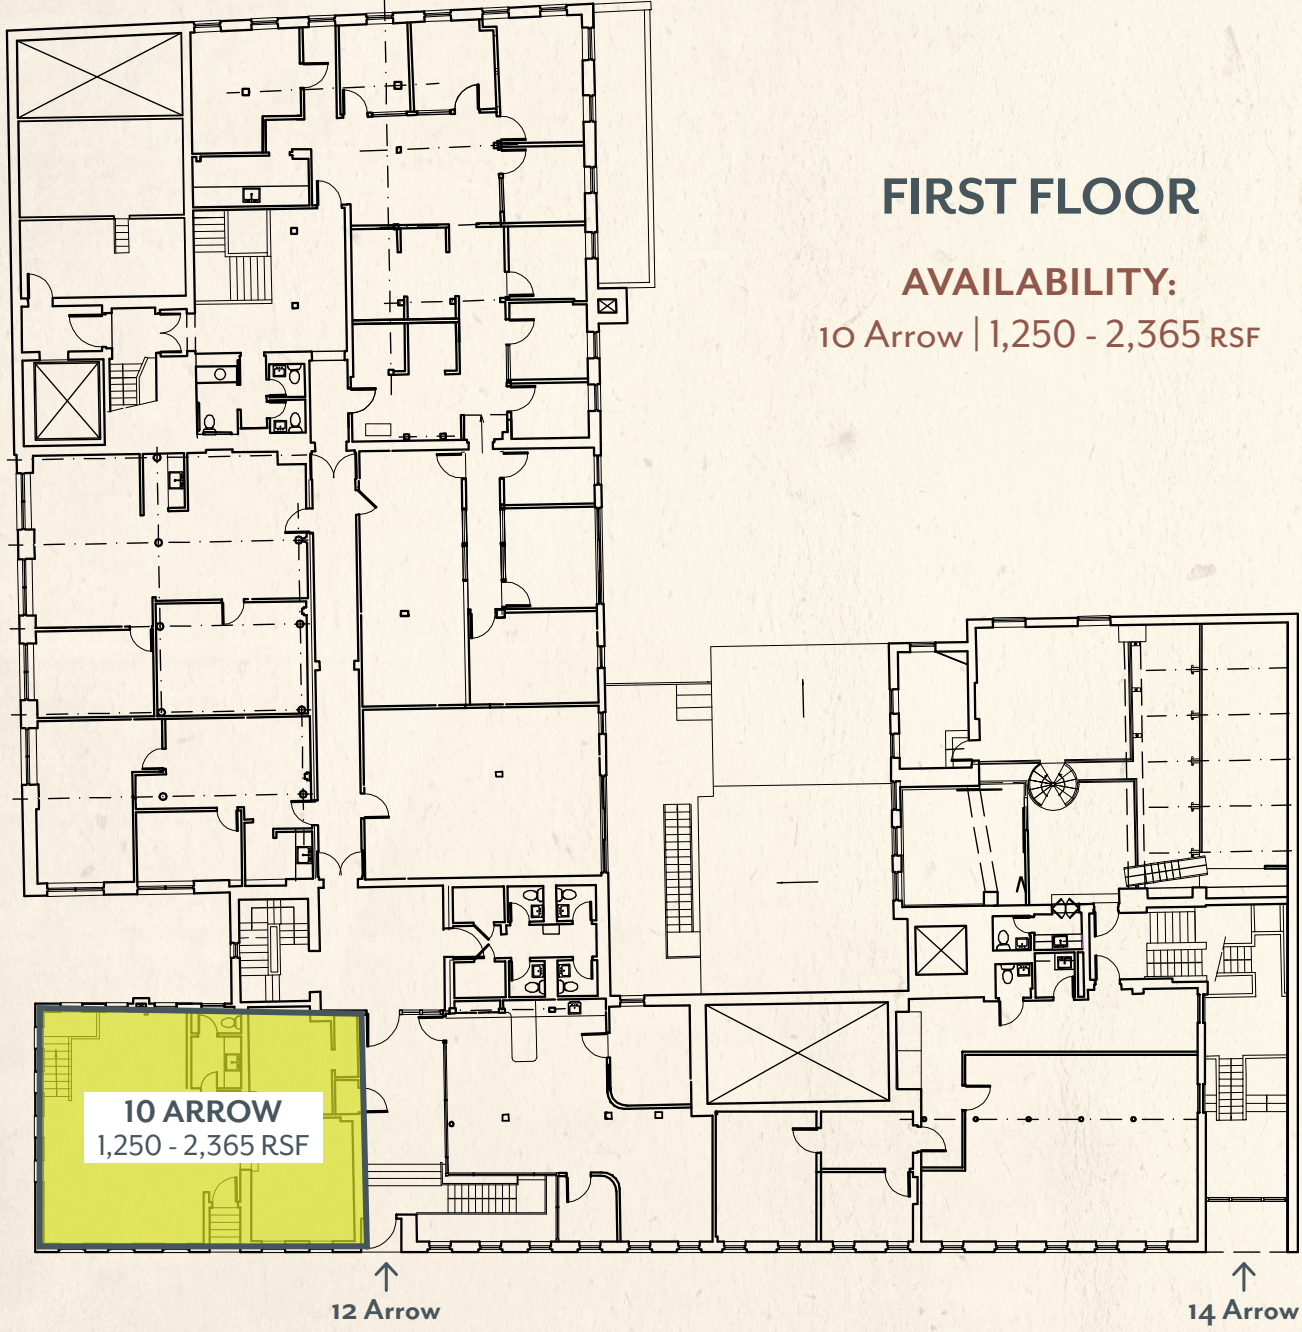 FIRST FLOOR
AVAILABILITY:
10 Arrow | 1,250 - 2,365 RSF
10 ARROW
1,250 - 2,365 RSF
12 Arrow
14 Arrow